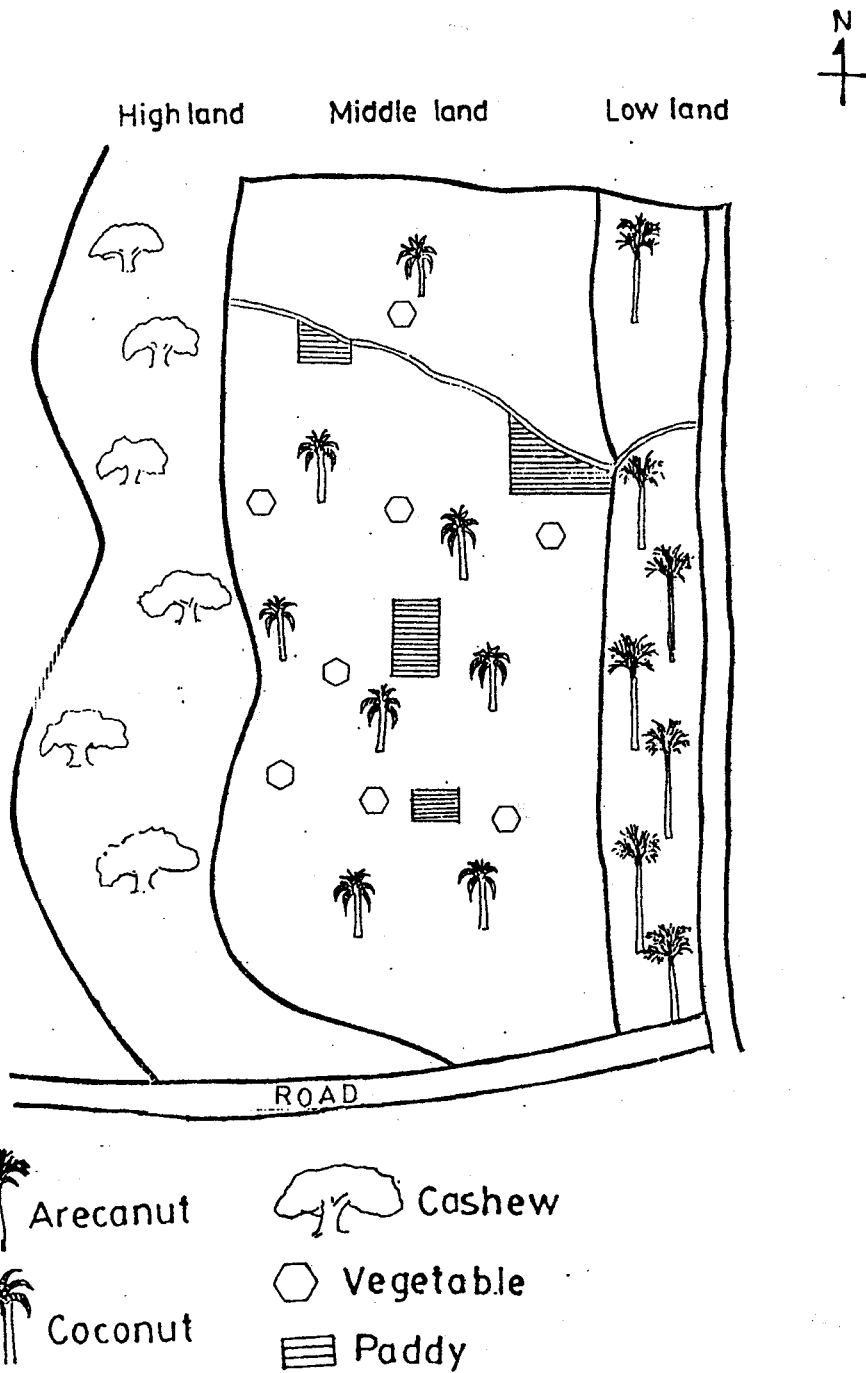 N
High land Middle land Low land
ROAD
Arecanut
Cashew
Vegetable
Coconut
Paddy